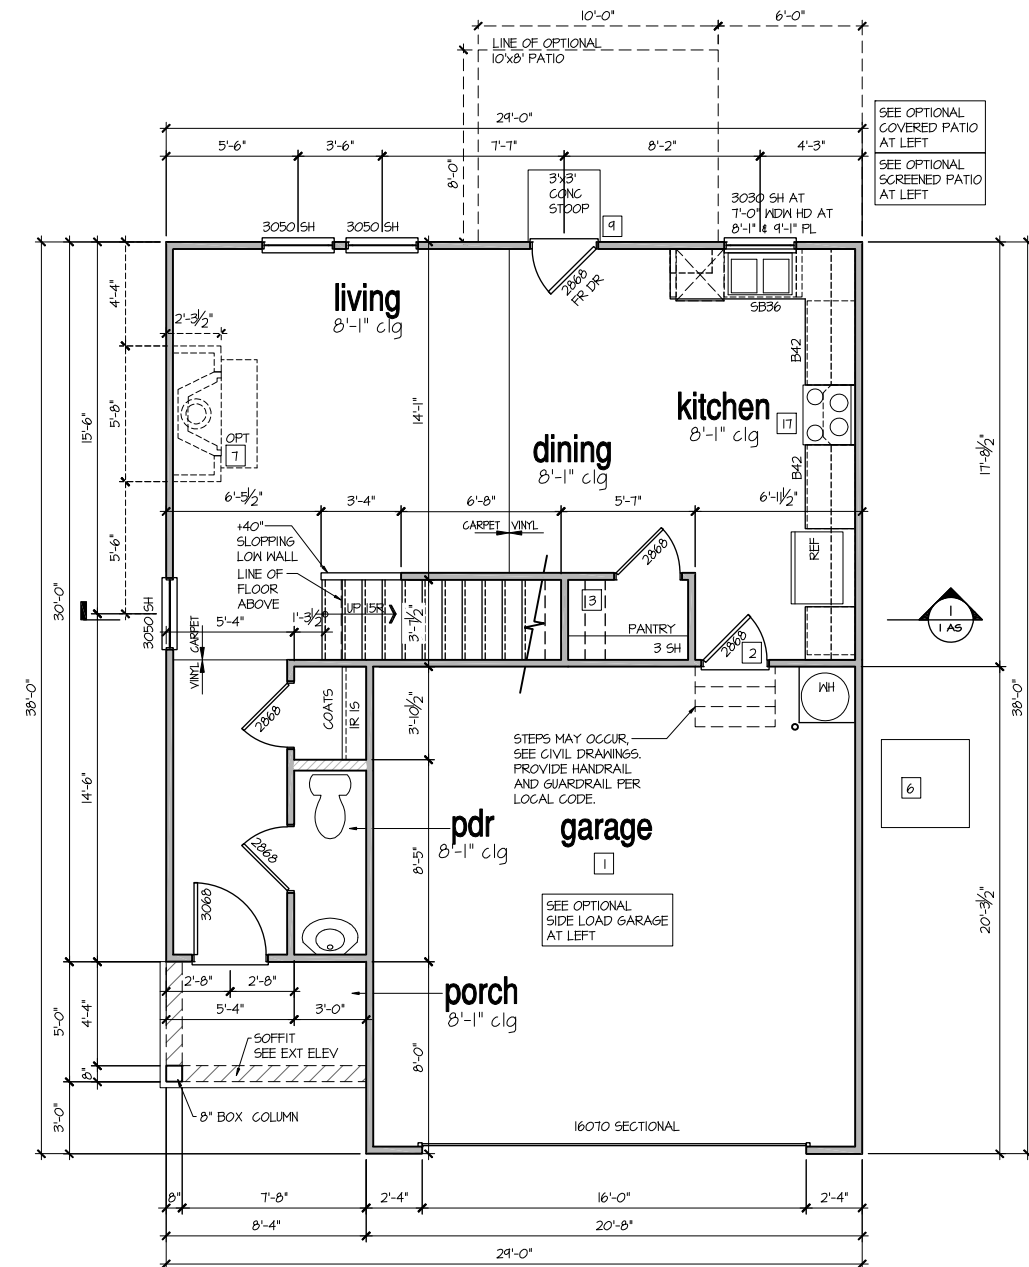 10'-0"
6'-0"
LINE OF OPTIONAL
10'x8' PATIO
29'-0"
SEE OPTIONAL
COVERED PATIO
AT LEFT
5'-6"
3'-6"
7'-7"
8'-2"
4'-3"
SEE OPTIONAL
SCREENED PATIO
AT LEFT
8'-0"
3'x3'
CONC
STOOP
9
3030 SH AT
7'-0" WDW HD AT
8'-1" & 9'-1" PL
3050 SH
3050 SH
2868
FR DR
living
8'-1" clg
SB36
4'-4"
2'-3½"
B42
kitchen
8'-1" clg
17
14'-1"
15'-6"
5'-8"
OPT
7
dining
8'-1" clg
B42
17'-8½"
6'-5½"
3'-4"
6'-8"
5'-7"
6'-11½"
+40"
SLOPPING
LOW WALL
CARPET
VINYL
5'-6"
2868
REF
LINE OF
FLOOR
ABOVE
30'-0"
3050 SH
UP 15R
1'-3½"
3'-1½"
3
PANTRY
3 SH
5'-4"
CARPET
VINYL
2868
2
1
1 AS
38'-0"
COATS
1R 1S
2868
3'-10½"
WH
38'-0"
STEPS MAY OCCUR,
SEE CIVIL DRAWINGS.
PROVIDE HANDRAIL
AND GUARDRAIL PER
LOCAL CODE.
14'-6"
6
pdr
8'-1" clg
garage
1
2868
8'-5"
3068
SEE OPTIONAL
SIDE LOAD GARAGE
AT LEFT
20'-3½"
2'-8"
2'-8"
porch
8'-1" clg
5'-4"
3'-0"
5'-0"
4'-4"
SOFFIT
SEE EXT ELEV
8'-0"
8"
8" BOX COLUMN
3'-0"
16070 SECTIONAL
8"
7'-8"
2'-4"
16'-0"
2'-4"
8'-4"
20'-8"
29'-0"